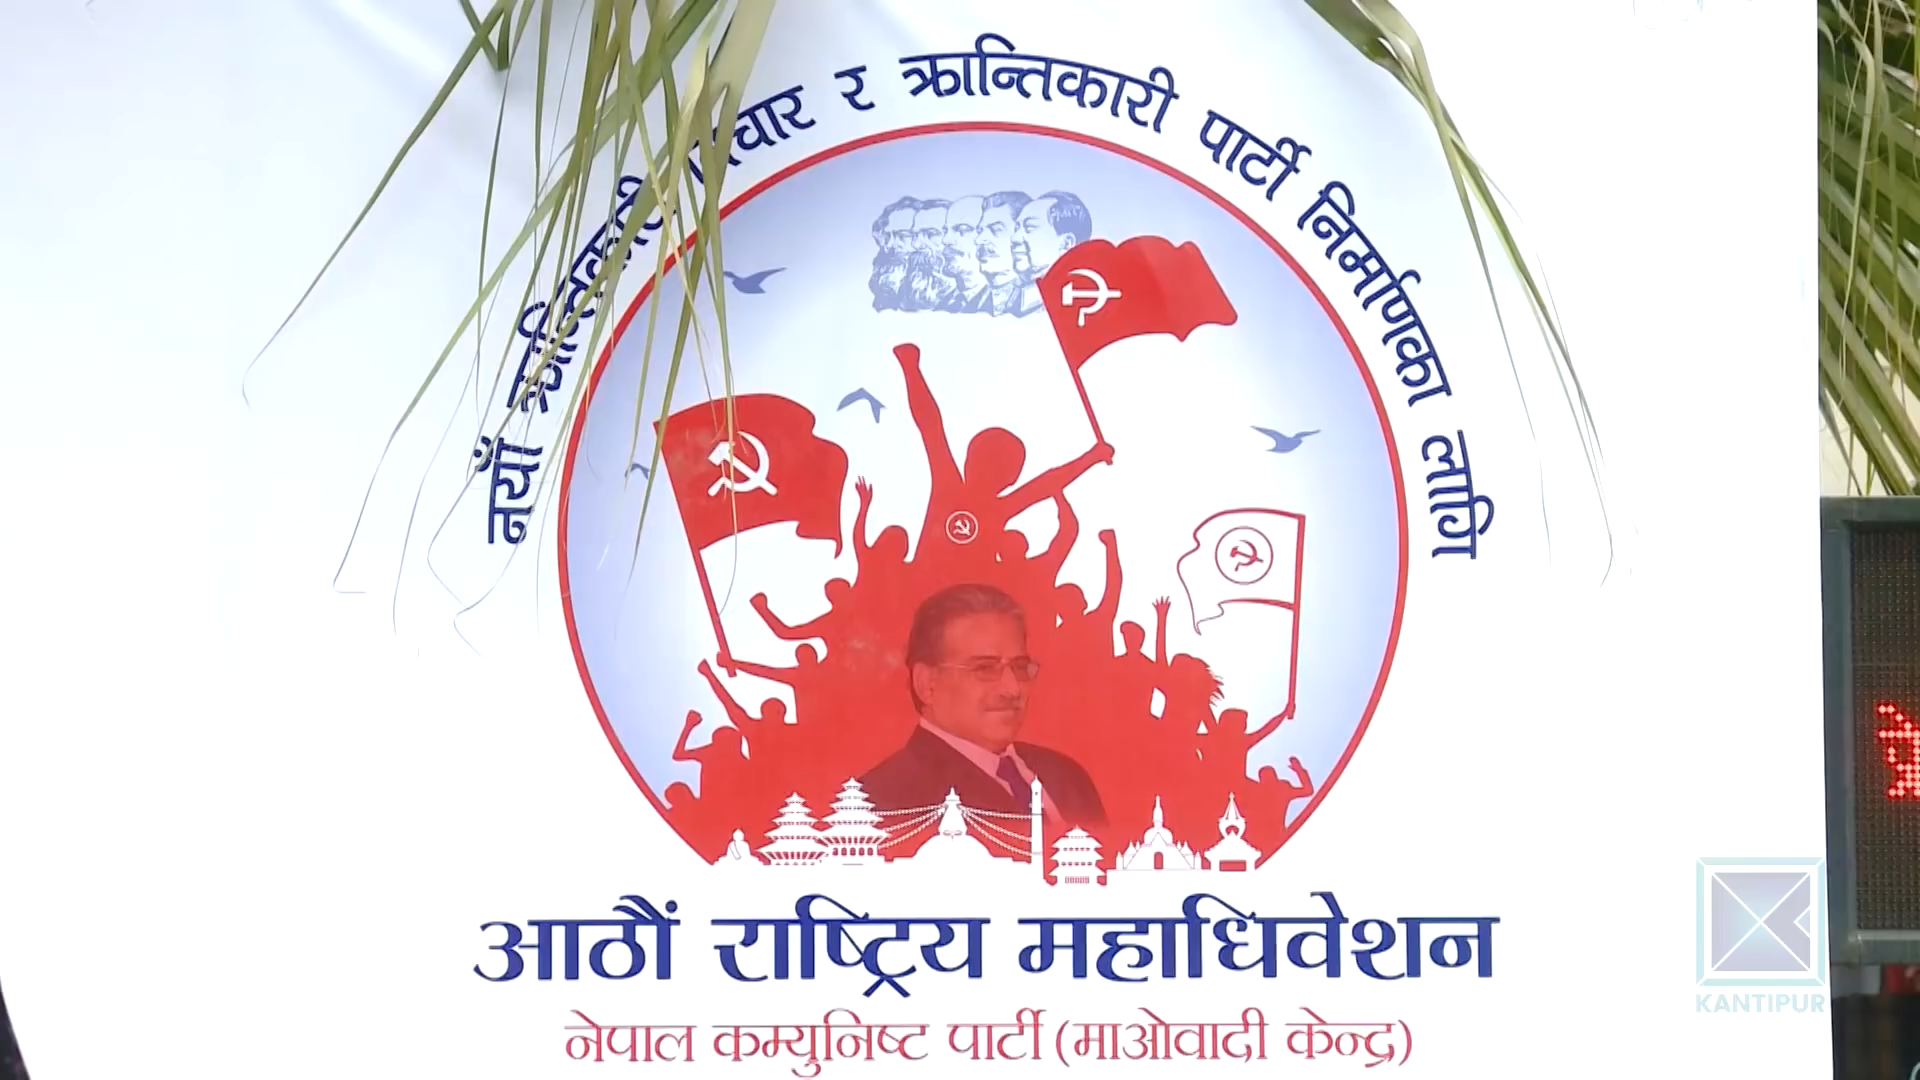 नयाँ क्रान्तिकारी विचार र क्रान्तिकारी पार्टी निर्माणका लागि
आठौं राष्ट्रिय महाधिवेशन
नेपाल कम्युनिष्ट पार्टी (माओवादी केन्द्र)
KANTIPUR